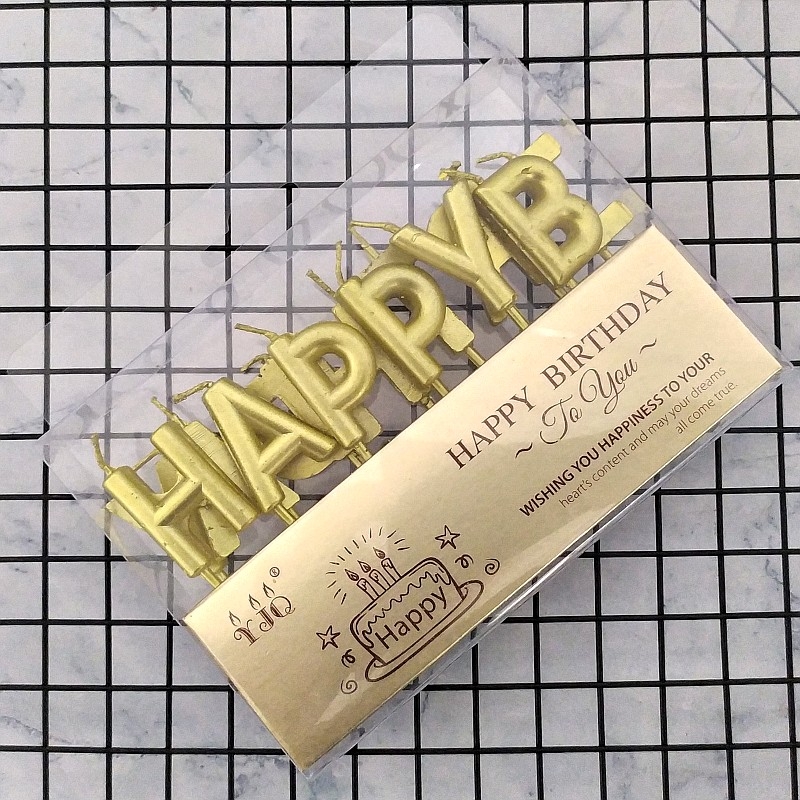 HAPPYB
HAPPY BIRTHDAY
~ To You ~
WISHING YOU HAPPINESS TO YOUR
heart's content and may your dreams
all come true.
Happy
YJQ®